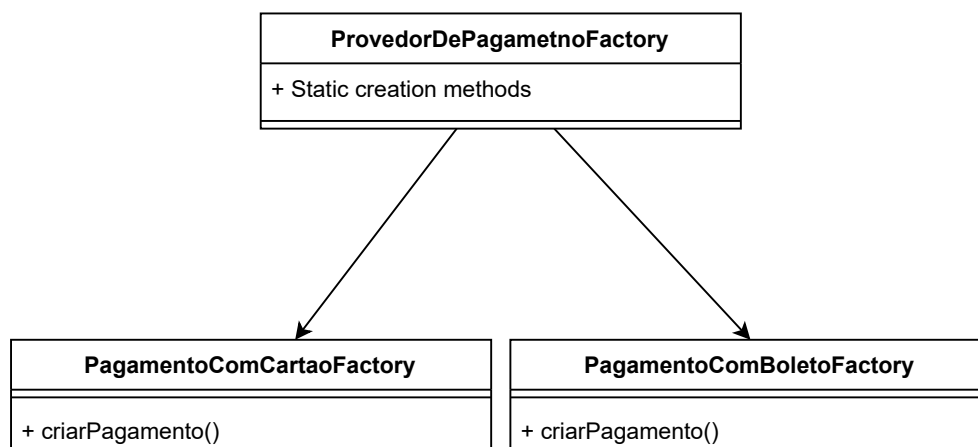 ProvedorDePagametnoFactory
+ Static creation methods
PagamentoComCartaoFactory
PagamentoComBoletoFactory
+ criarPagamento()
+ criarPagamento()